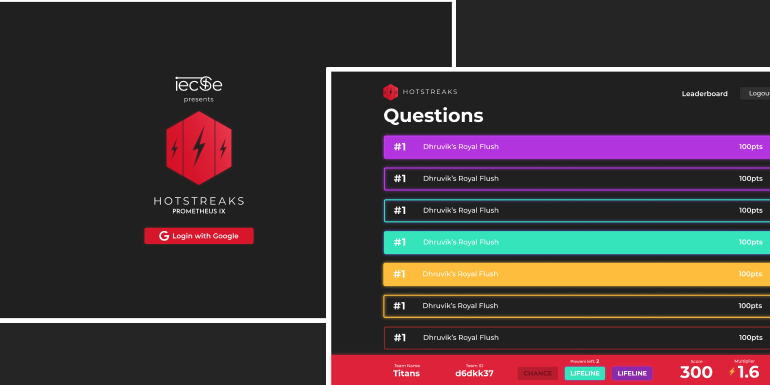 iecse
presents
HOTSTREAKS
PROMETHEUS IX
G Login with Google
HOTSTREAKS
Leaderboard
Logou
Questions
#1 Dhruvik's Royal Flush 100pts
#1 Dhruvik's Royal Flush 100pts
#1 Dhruvik's Royal Flush 100pts
#1 Dhruvik's Royal Flush 100pts
#1 Dhruvik's Royal Flush 100pts
#1 Dhruvik's Royal Flush 100pts
#1 Dhruvik's Royal Flush 100pts
Team Name
Titans
Team ID
d6dkk37
Powers left: 2
CHANCE LIFELINE LIFELINE
Score
300
Multiplier
1.6